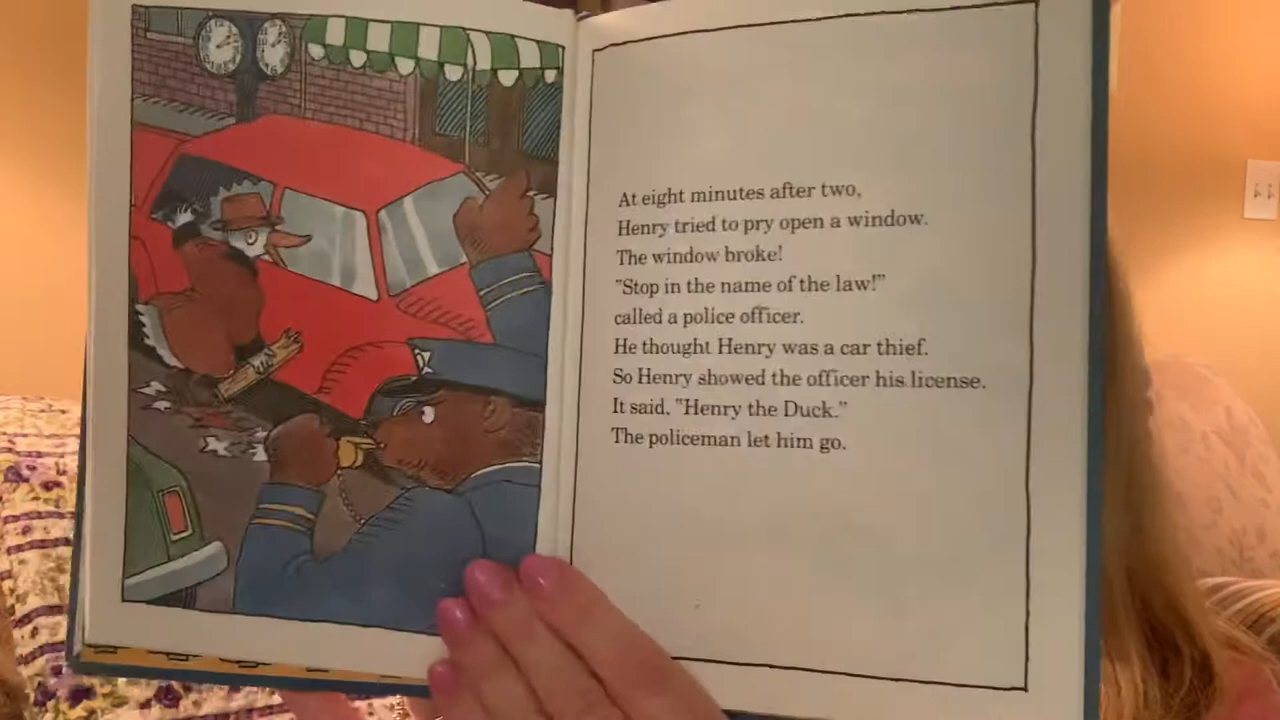 At eight minutes after two,
Henry tried to pry open a window.
The window broke!
"Stop in the name of the law!"
called a police officer.
He thought Henry was a car thief.
So Henry showed the officer his license.
It said, "Henry the Duck."
The policeman let him go.